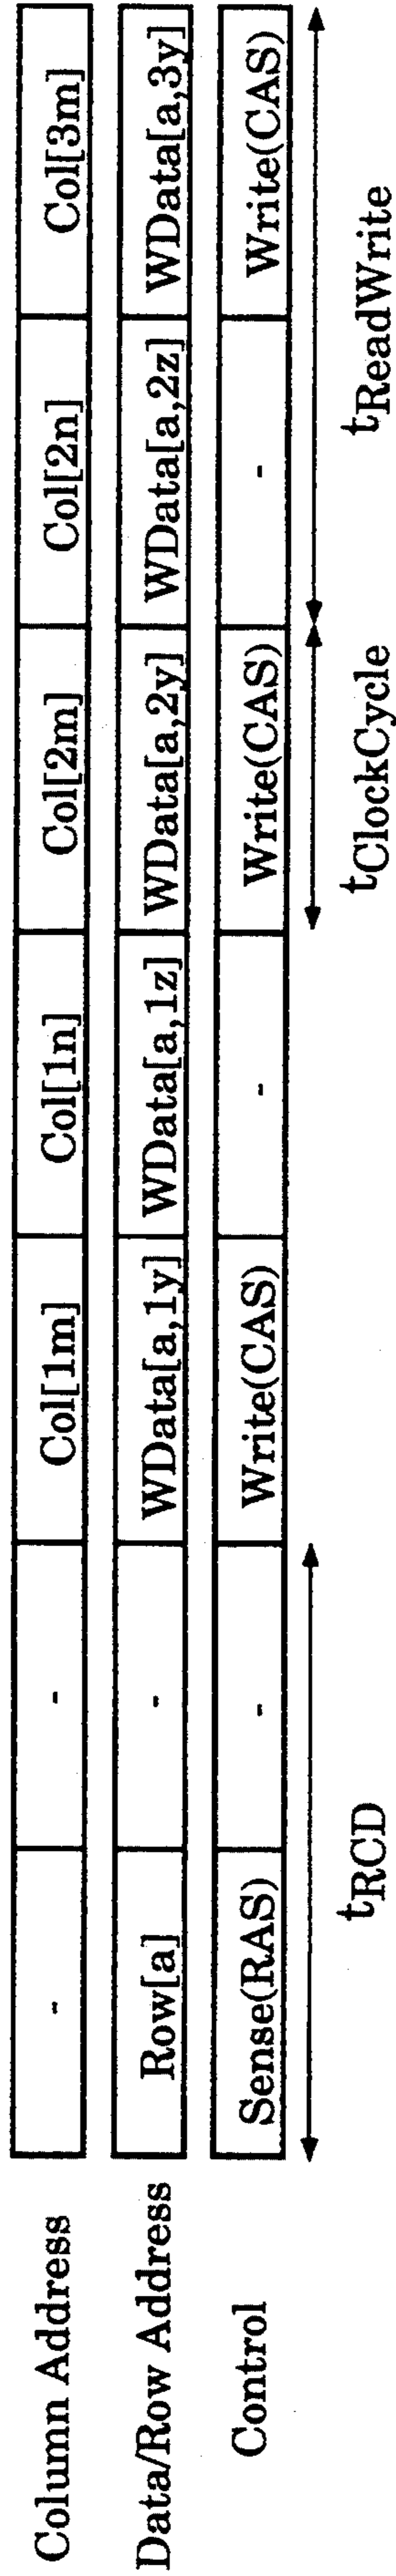 Column Address - - Col[1m] Col[1n] Col[2m] Col[2n] Col[3m]
Data/Row Address Row[a] - WData[a,1y] WData[a,1z] WData[a,2y] WData[a,2z] WData[a,3y]
Control Sense(RAS) - Write(CAS) - Write(CAS) - Write(CAS)
tRCD tClockCycle tReadWrite